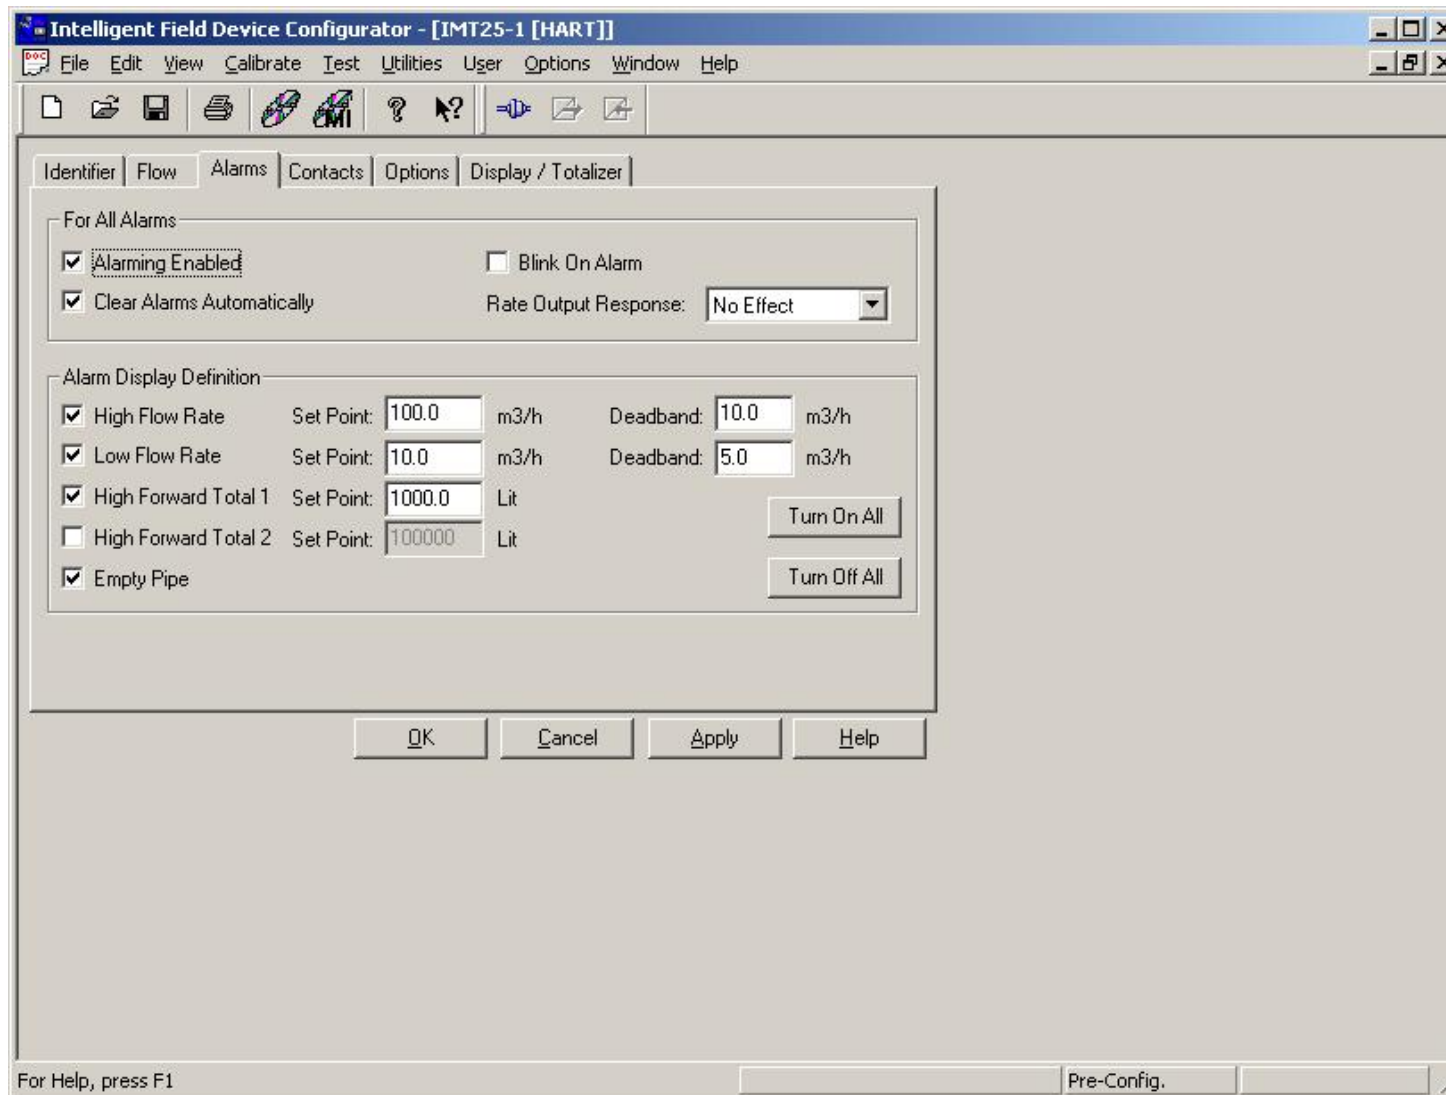 Intelligent Field Device Configurator - [IMT25-1 [HART]]
DOC File Edit View Calibrate Test Utilities User Options Window Help
MI ? ?
Identifier Flow Alarms Contacts Options Display / Totalizer
For All Alarms
Alarming Enabled Blink On Alarm
Clear Alarms Automatically Rate Output Response: No Effect
Alarm Display Definition
High Flow Rate Set Point: 100.0 m3/h Deadband: 10.0 m3/h
Low Flow Rate Set Point: 10.0 m3/h Deadband: 5.0 m3/h
High Forward Total 1 Set Point: 1000.0 Lit
Turn On All
High Forward Total 2 Set Point: 100000 Lit
Empty Pipe Turn Off All
OK Cancel Apply Help
For Help, press F1 Pre-Config.